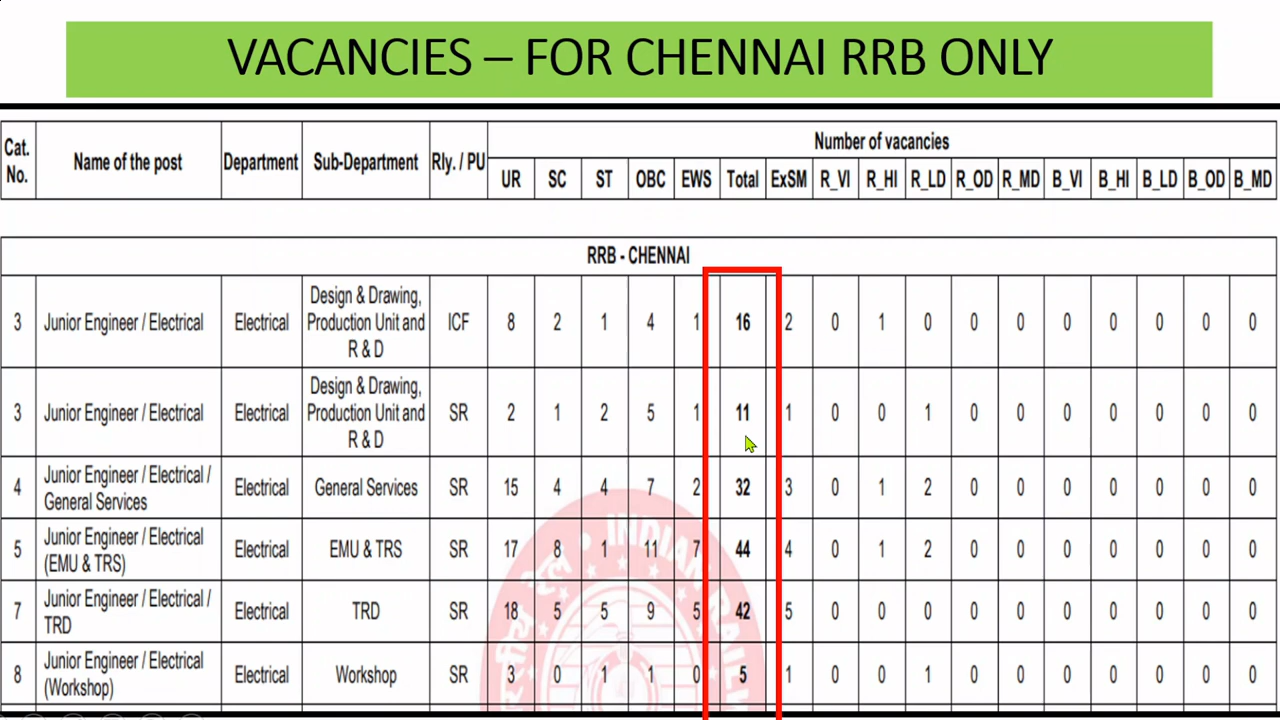 VACANCIES – FOR CHENNAI RRB ONLY
Cat. No. Name of the post Department Sub-Department Rly. / PU Number of vacancies
UR SC ST OBC EWS Total ExSM R_VI R_HI R_LD R_OD R_MD B_VI B_HI B_LD B_OD B_MD
RRB - CHENNAI
3 Junior Engineer / Electrical Electrical Design & Drawing, Production Unit and R & D ICF 8 2 1 4 1 16 2 0 1 0 0 0 0 0 0 0 0
3 Junior Engineer / Electrical Electrical Design & Drawing, Production Unit and R & D SR 2 1 2 5 1 11 1 0 0 1 0 0 0 0 0 0 0
4 Junior Engineer / Electrical / General Services Electrical General Services SR 15 4 4 7 2 32 3 0 1 2 0 0 0 0 0 0 0
5 Junior Engineer / Electrical (EMU & TRS) Electrical EMU & TRS SR 17 8 1 11 7 44 4 0 1 2 0 0 0 0 0 0 0
7 Junior Engineer / Electrical / TRD Electrical TRD SR 18 5 5 9 5 42 5 0 0 0 0 0 0 0 0 0 0
8 Junior Engineer / Electrical (Workshop) Electrical Workshop SR 3 0 1 1 0 5 1 0 0 1 0 0 0 0 0 0 0
INDIAN